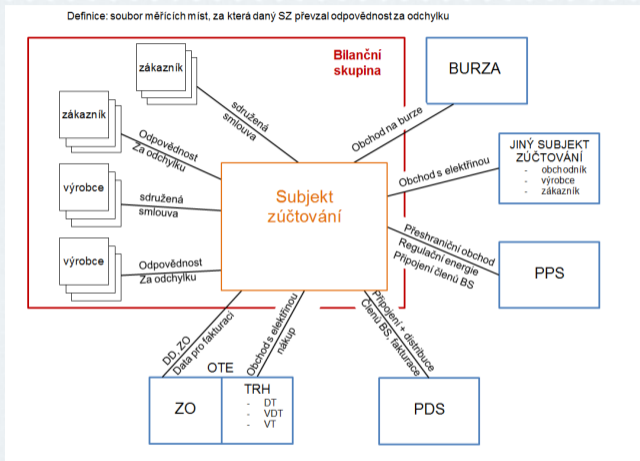 Definice: soubor měřících míst, za která daný SZ převzal odpovědnost za odchylku
Bilanční
skupina
zákazník
sdružená
smlouva
zákazník
Odpovědnost
Za odchylku
výrobce
sdružená
smlouva
výrobce
Odpovědnost
Za odchylku
Subjekt
zúčtování
BURZA
Obchod na burze
JINÝ SUBJEKT
ZÚČTOVÁNÍ
- obchodník
- výrobce
- zákazník
Obchod s elektřinou
Přeshraniční obchod
Regulační energie
Připojení členů BS
PPS
Připojení + distribuce
Členů BS, fakturace
PDS
DD, ZO
Data pro fakturaci
Obchod s elektřinou
nákup
OTE
ZO
TRH
- DT
- VDT
- VT